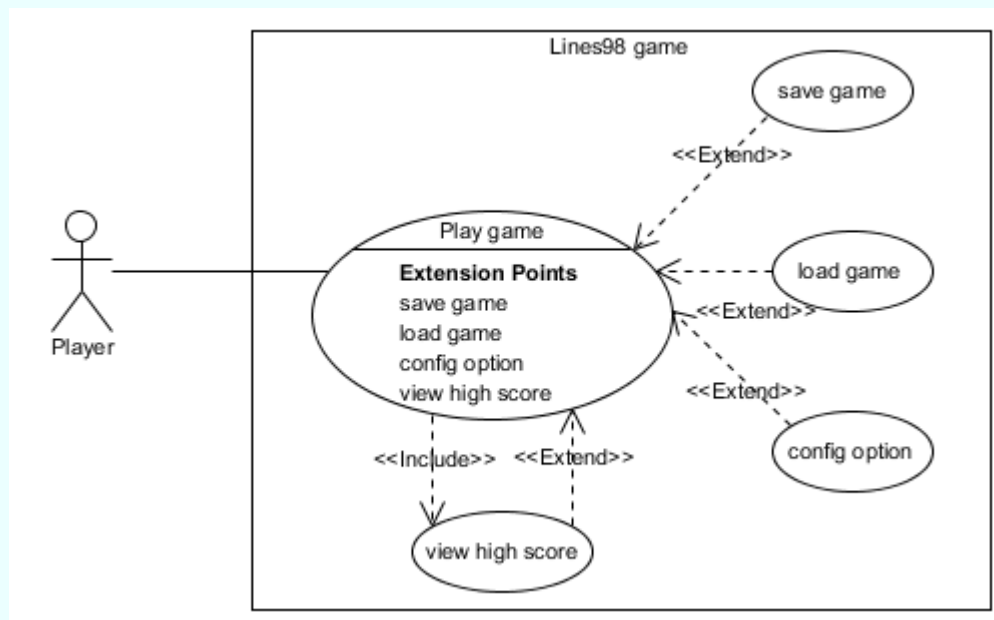 Lines98 game
save game
<<Extend>>
Play game
Extension Points
save game
load game
config option
view high score
load game
<<Extend>>
Player
<<Extend>>
config option
<<Include>>
<<Extend>>
view high score